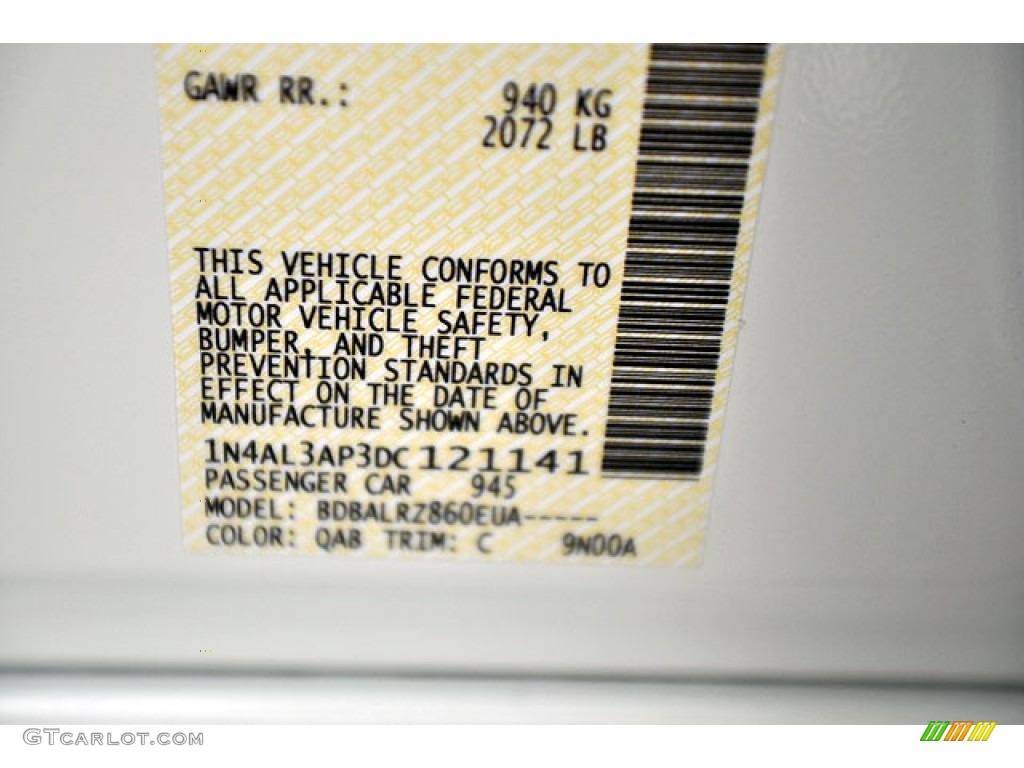 GAWR RR.: 940 KG
2072 LB
THIS VEHICLE CONFORMS TO
ALL APPLICABLE FEDERAL
MOTOR VEHICLE SAFETY,
BUMPER, AND THEFT
PREVENTION STANDARDS IN
EFFECT ON THE DATE OF
MANUFACTURE SHOWN ABOVE.
1N4AL3AP3DC121141
PASSENGER CAR 945
MODEL: BDBALRZ860EUA-----
COLOR: QAB TRIM: C 9N00A
GTCARLOT.COM